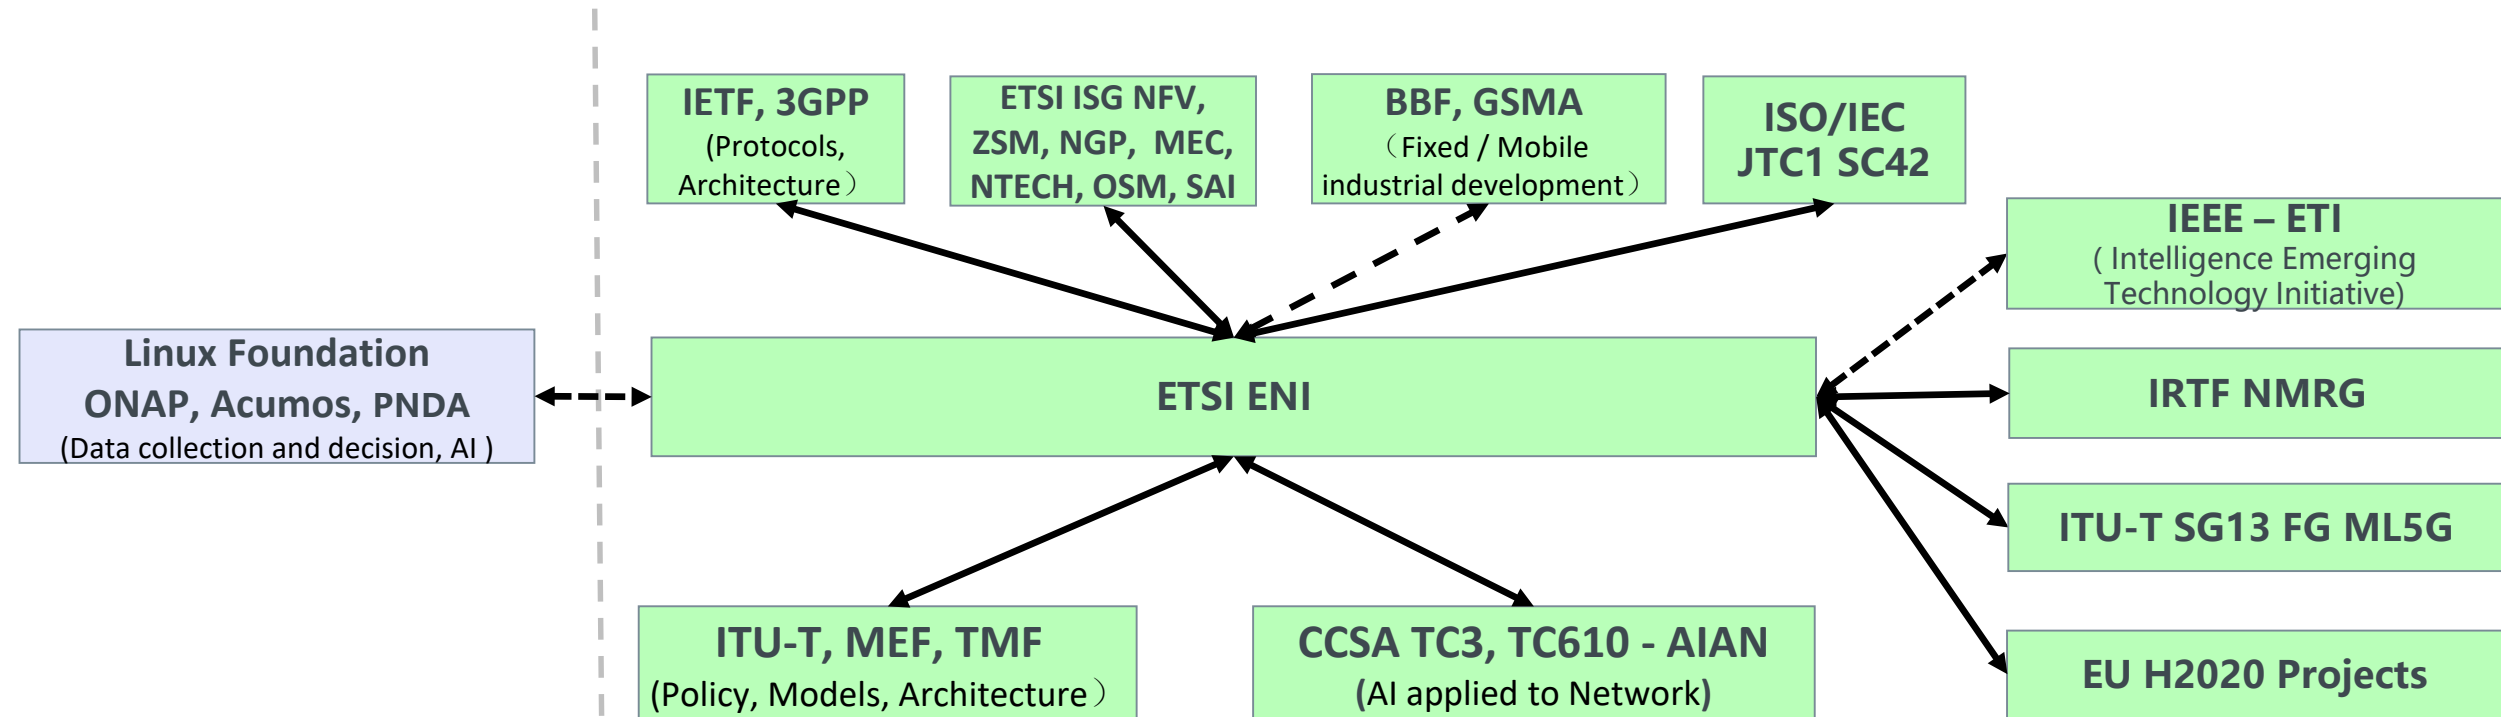 IETF, 3GPP
(Protocols,
Architecture）
ETSI ISG NFV,
ZSM, NGP, MEC,
NTECH, OSM, SAI
BBF, GSMA
（Fixed / Mobile
industrial development）
ISO/IEC
JTC1 SC42
IEEE – ETI
( Intelligence Emerging
Technology Initiative)
Linux Foundation
ONAP, Acumos, PNDA
(Data collection and decision, AI )
ETSI ENI
IRTF NMRG
ITU-T SG13 FG ML5G
ITU-T, MEF, TMF
(Policy, Models, Architecture）
CCSA TC3, TC610 - AIAN
(AI applied to Network)
EU H2020 Projects